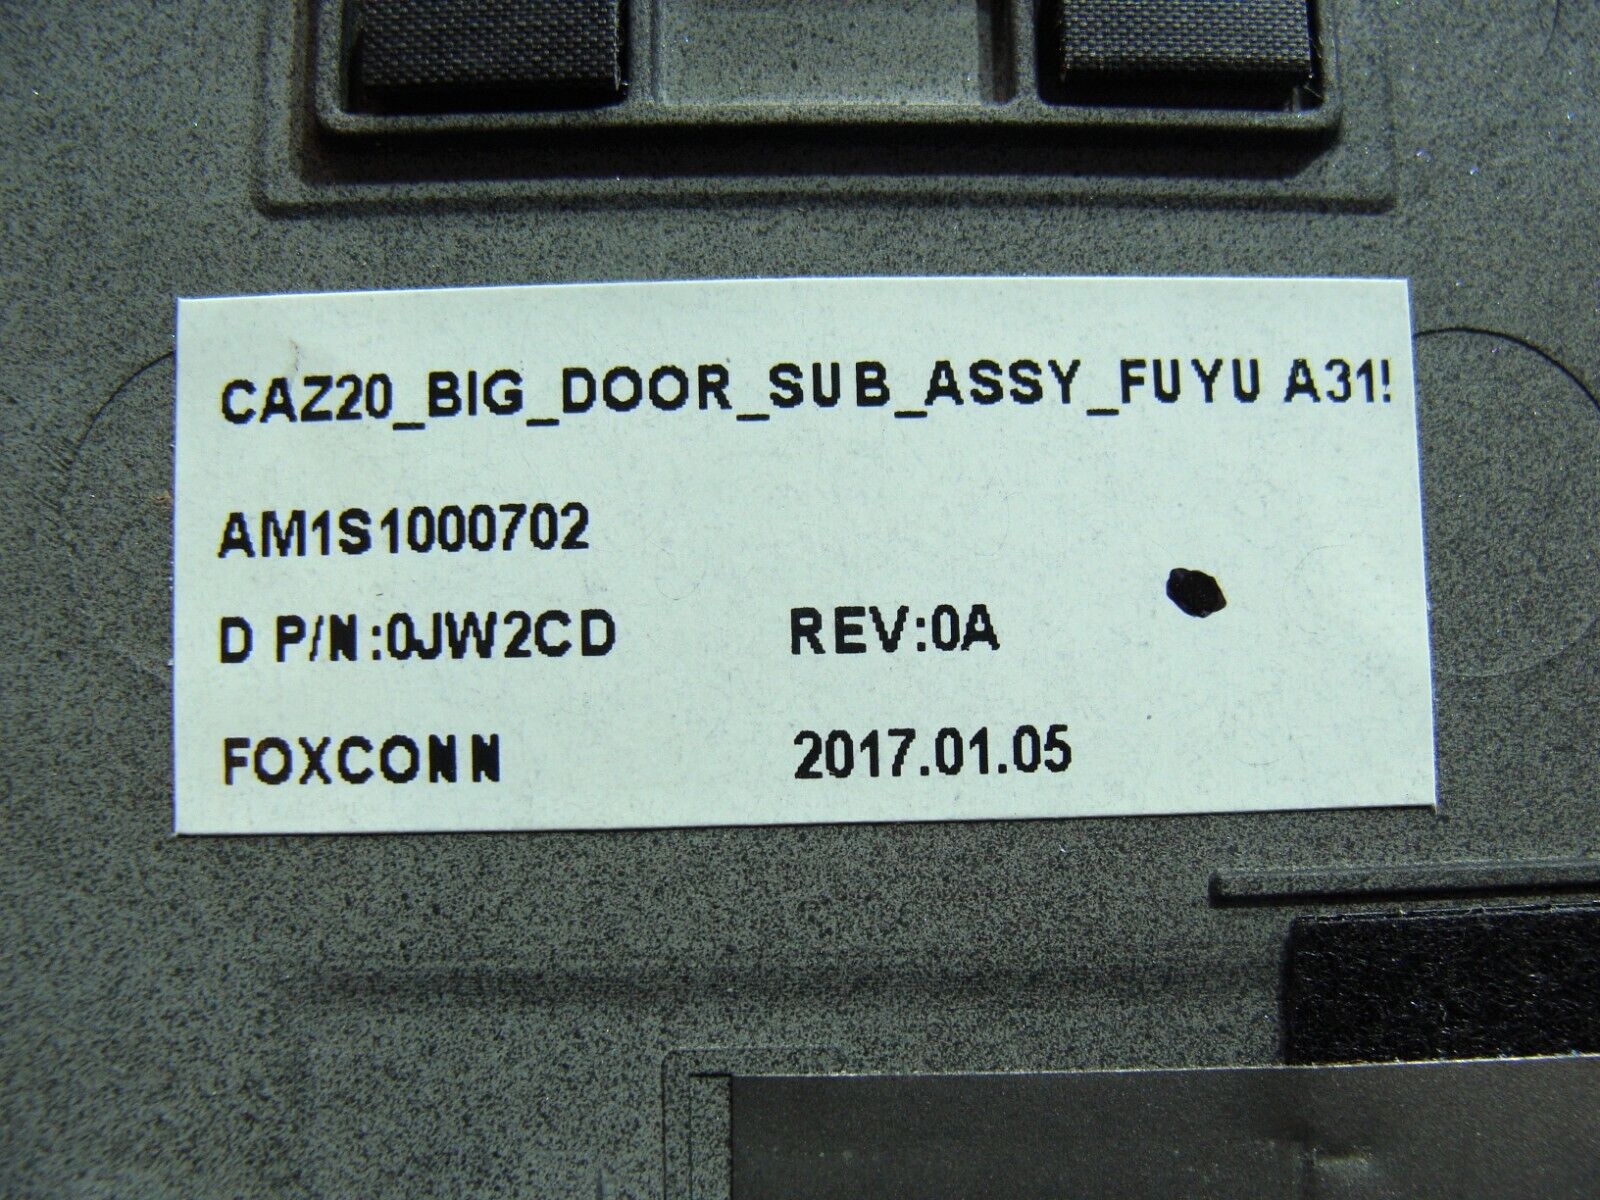 CAZ20_BIG_DOOR_SUB_ASSY_FUYU A31!
AM1S1000702
D P/N:0JW2CD REV:0A
FOXCONN 2017.01.05